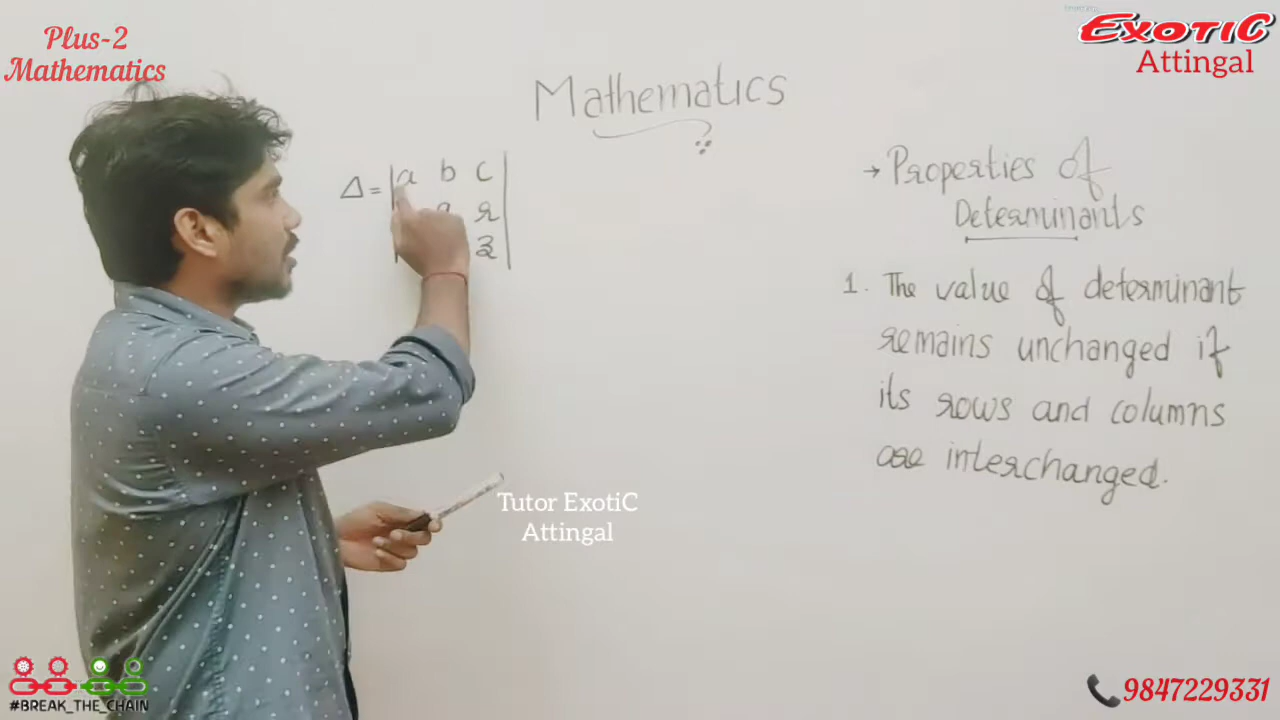 Plus-2
Mathematics
EXOTIC
Attingal
Mathematics
Δ = | a b c |
q r
z
→ Properties of
Determinants
1. The value of determinant
remains unchanged if
its rows and columns
are interchanged.
Tutor ExotiC
Attingal
#BREAK_THE_CHAIN
9847229331